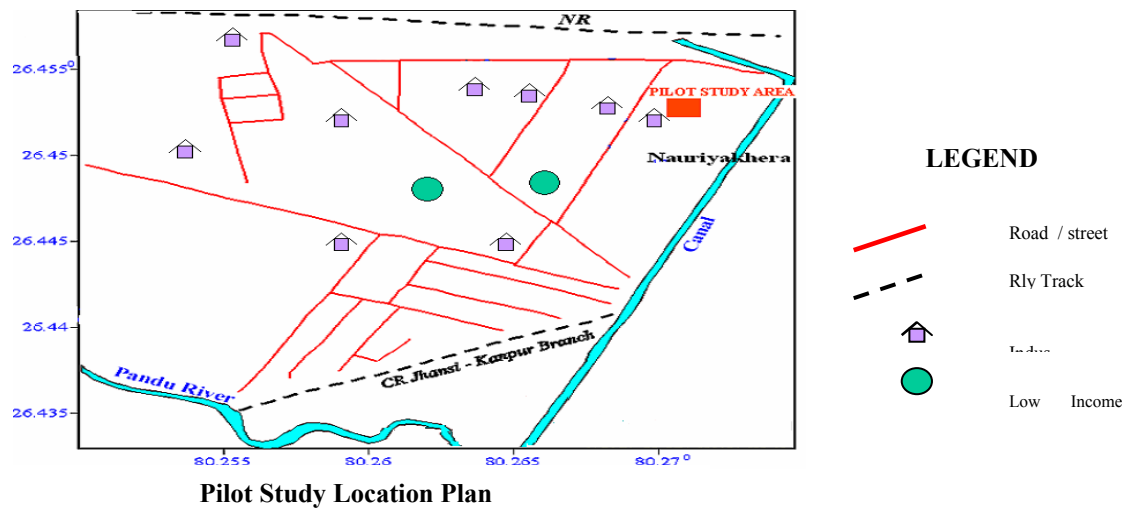 NR
26.455°
PILOT STUDY AREA
26.45
Nauriyakhera
26.445
Canal
26.44
CR Jhansi - Kanpur Branch
Pandu River
26.435
80.255
80.26
80.265
80.27°
Pilot Study Location Plan
LEGEND
Road / street
Rly Track
Low Income